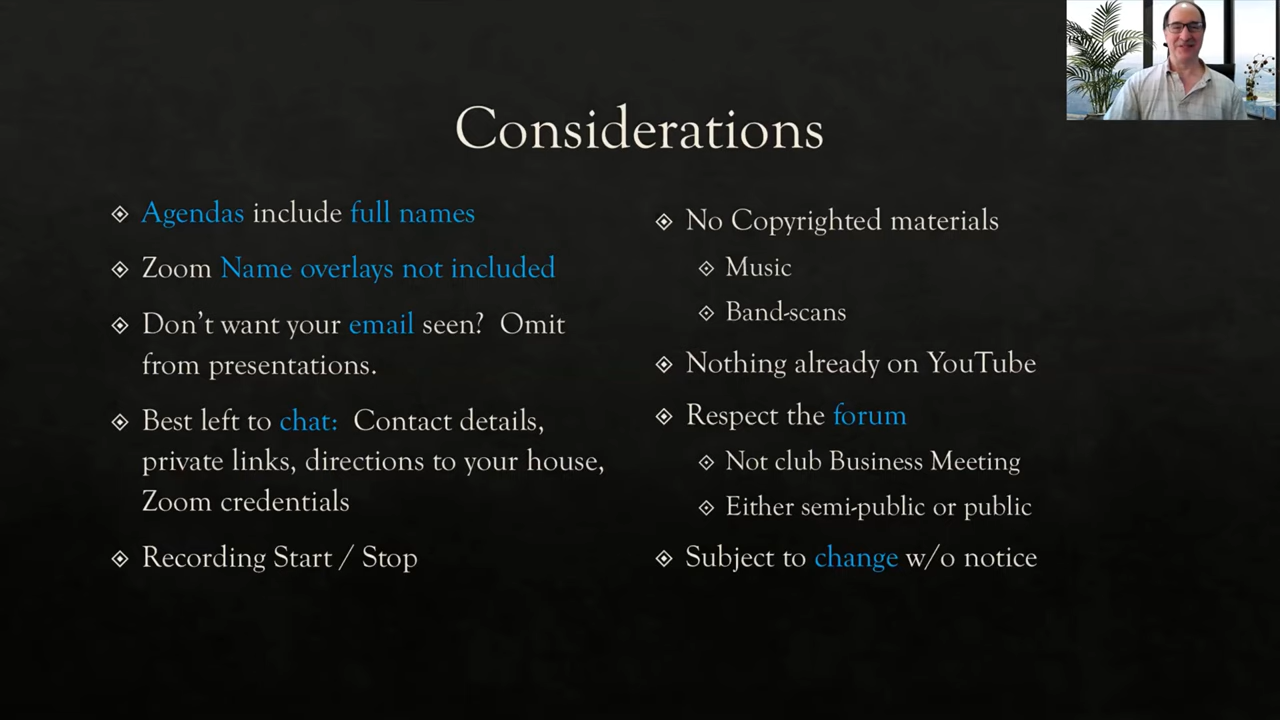 Considerations
Agendas include full names
Zoom Name overlays not included
Don't want your email seen?  Omit
from presentations.
Best left to chat:  Contact details,
private links, directions to your house,
Zoom credentials
Recording Start / Stop
No Copyrighted materials
Music
Band-scans
Nothing already on YouTube
Respect the forum
Not club Business Meeting
Either semi-public or public
Subject to change w/o notice